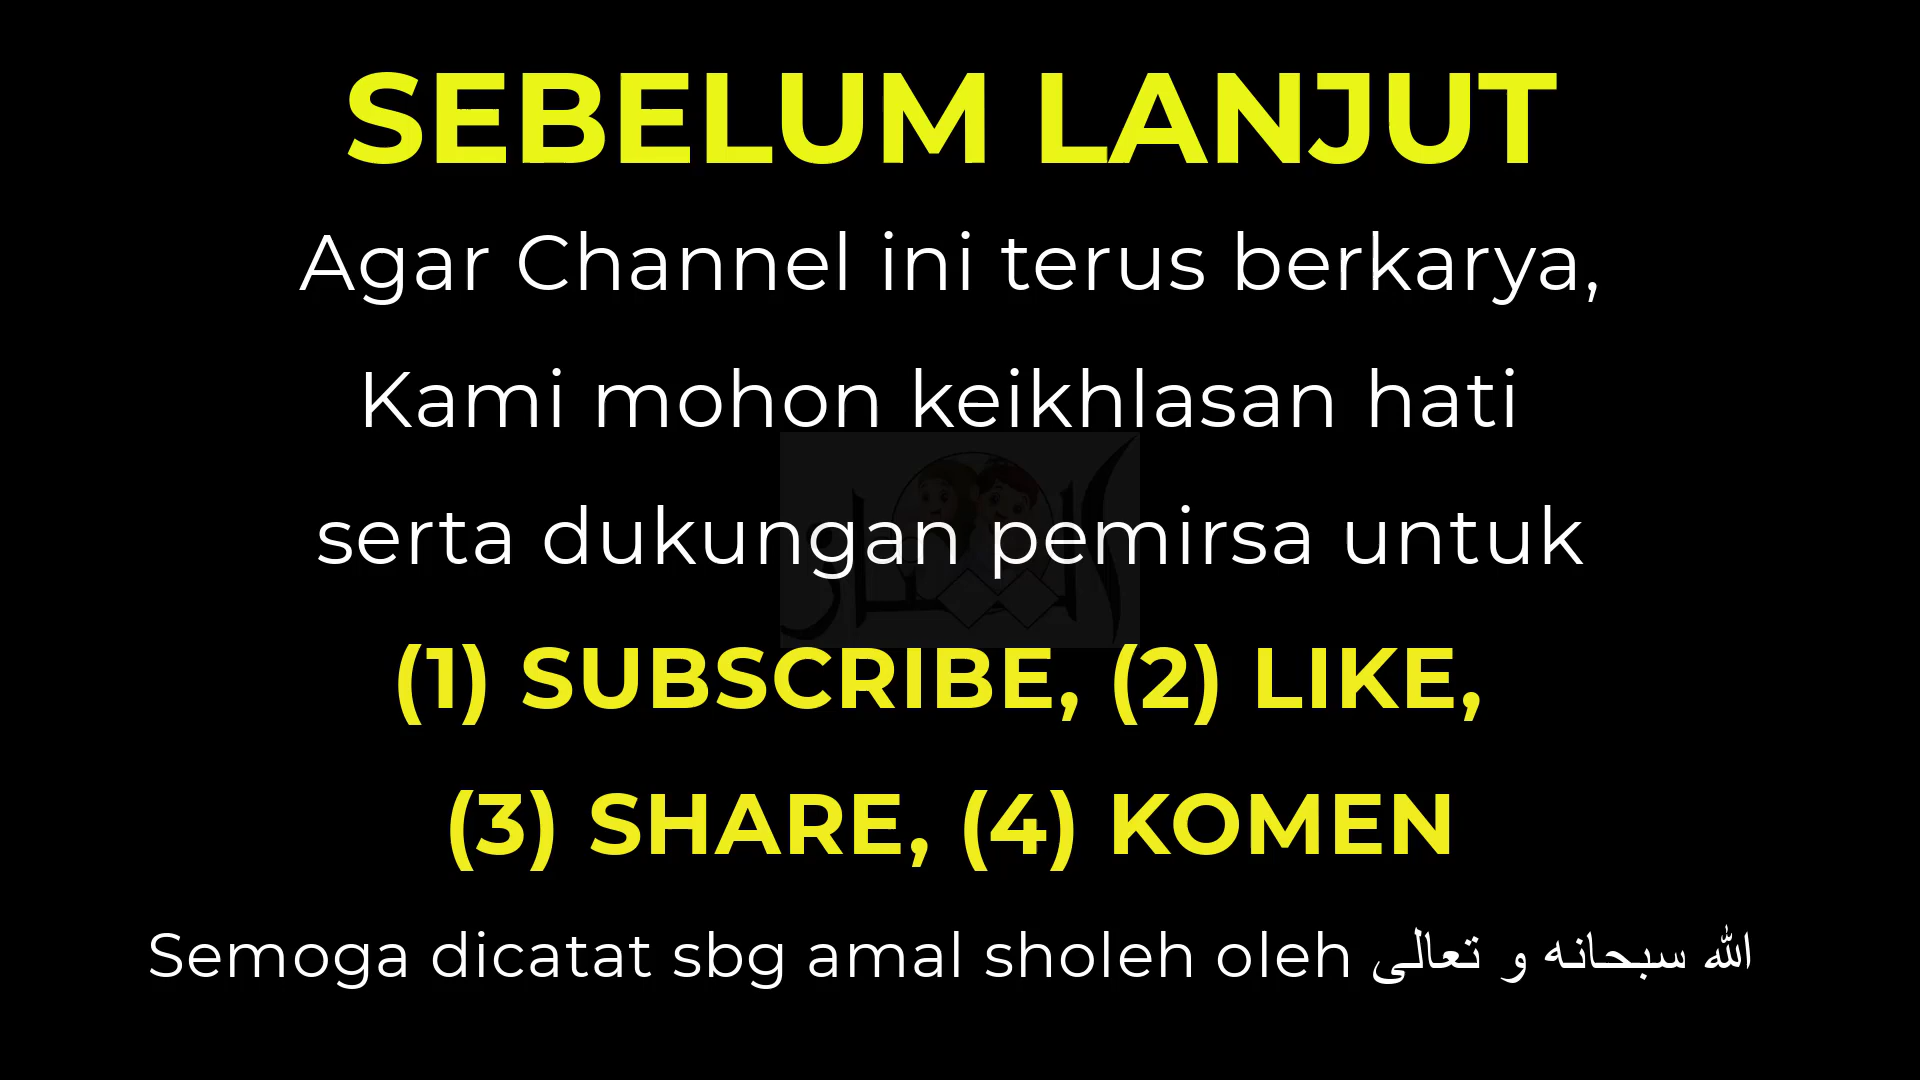 SEBELUM LANJUT
Agar Channel ini terus berkarya,
Kami mohon keikhlasan hati
serta dukungan pemirsa untuk
(1) SUBSCRIBE, (2) LIKE,
(3) SHARE, (4) KOMEN
Semoga dicatat sbg amal sholeh oleh الله سبحانه و تعالى